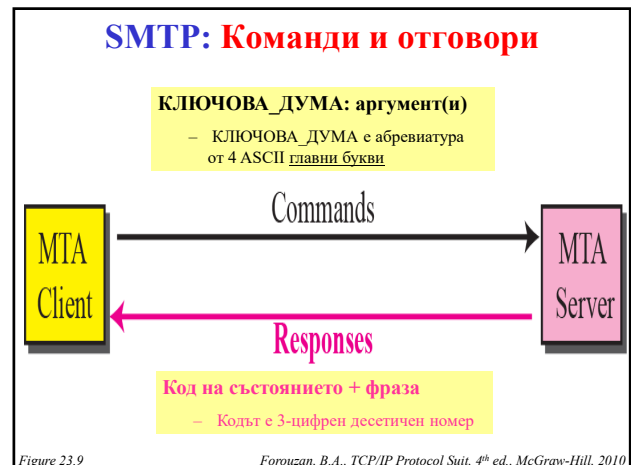 SMTP: Команди и отговори
КЛЮЧОВА_ДУМА: аргумент(и)
– КЛЮЧОВА_ДУМА е абревиатура
от 4 ASCII главни букви
Commands
MTA
Client
MTA
Server
Responses
Код на състоянието + фраза
– Кодът е 3-цифрен десетичен номер
Figure 23.9
Forouzan, B.A., TCP/IP Protocol Suit, 4th ed., McGraw-Hill, 2010